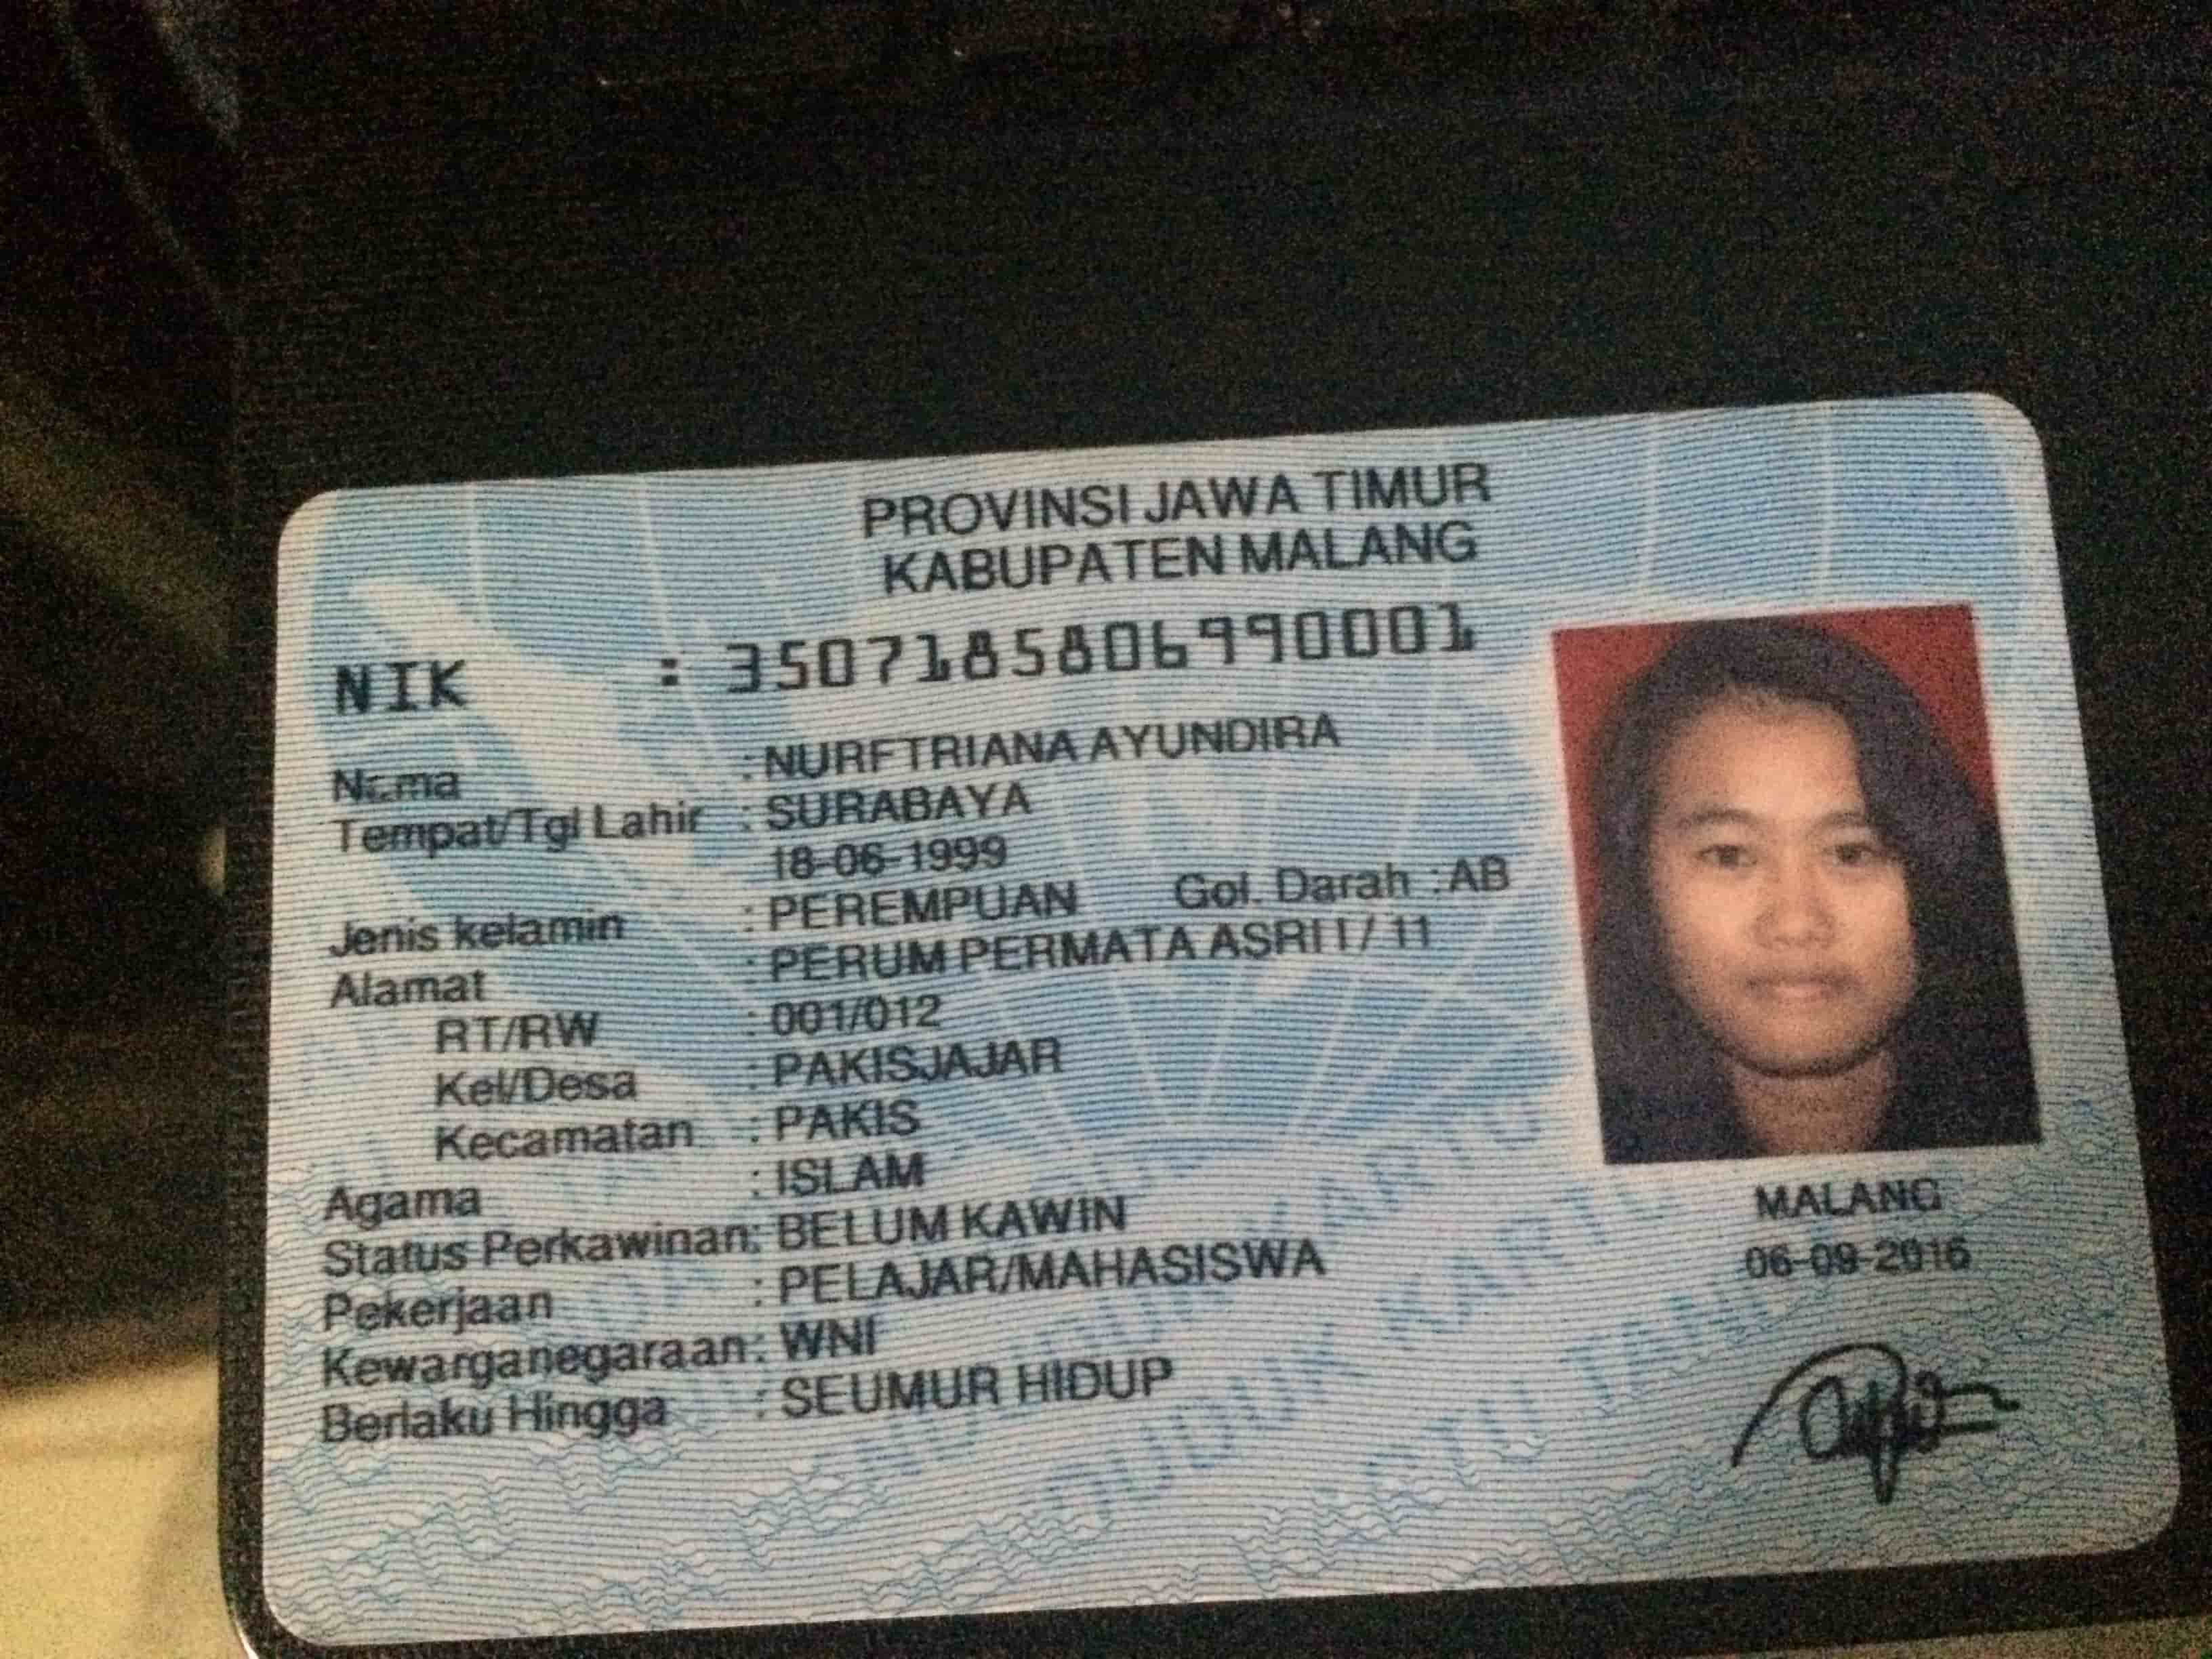 PROVINSI JAWA TIMUR
KABUPATEN MALANG
NIK : 3507185806990001
Nama : NURFTRIANA AYUNDIRA
Tempat/Tgl Lahir : SURABAYA
18-06-1999
Jenis kelamin : PEREMPUAN Gol. Darah : AB
Alamat : PERUM PERMATA ASRI I / 11
RT/RW : 001/012
Kel/Desa : PAKISJAJAR
Kecamatan : PAKIS
Agama : ISLAM
Status Perkawinan : BELUM KAWIN
Pekerjaan : PELAJAR/MAHASISWA
Kewarganegaraan : WNI
Berlaku Hingga : SEUMUR HIDUP
MALANG
06-09-2016